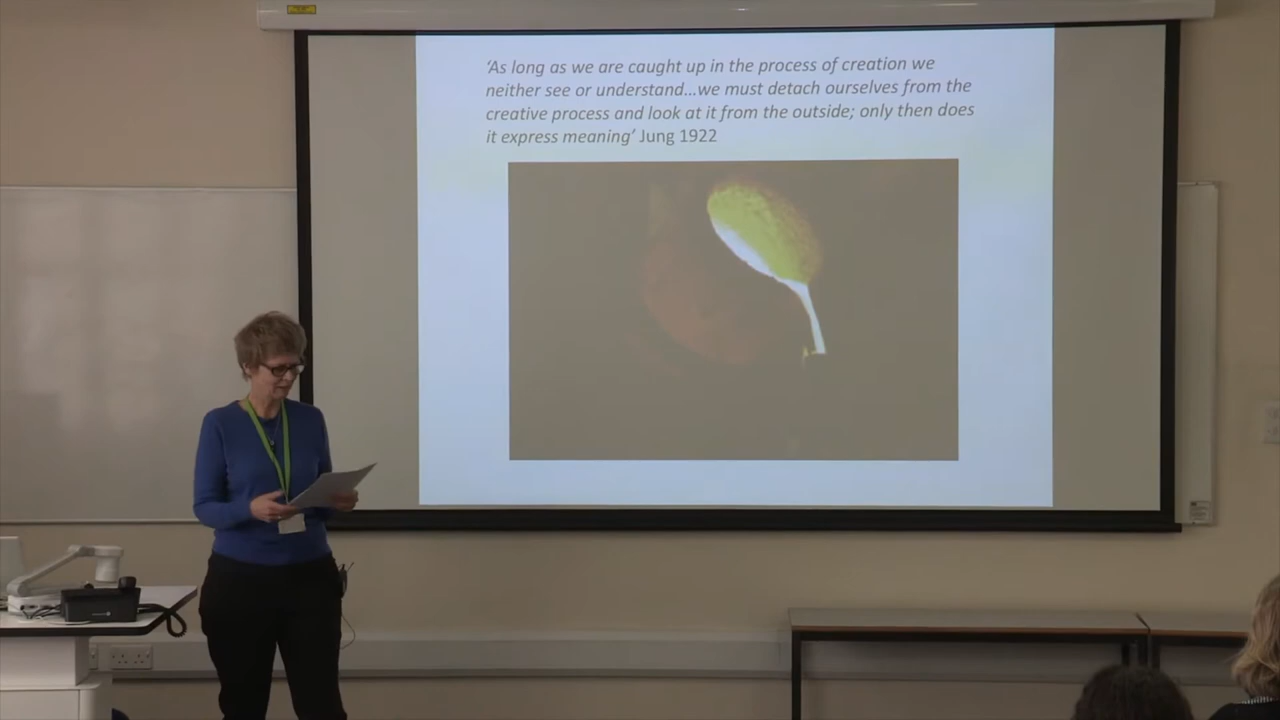 ‘As long as we are caught up in the process of creation we
neither see or understand…we must detach ourselves from the
creative process and look at it from the outside; only then does
it express meaning’ Jung 1922